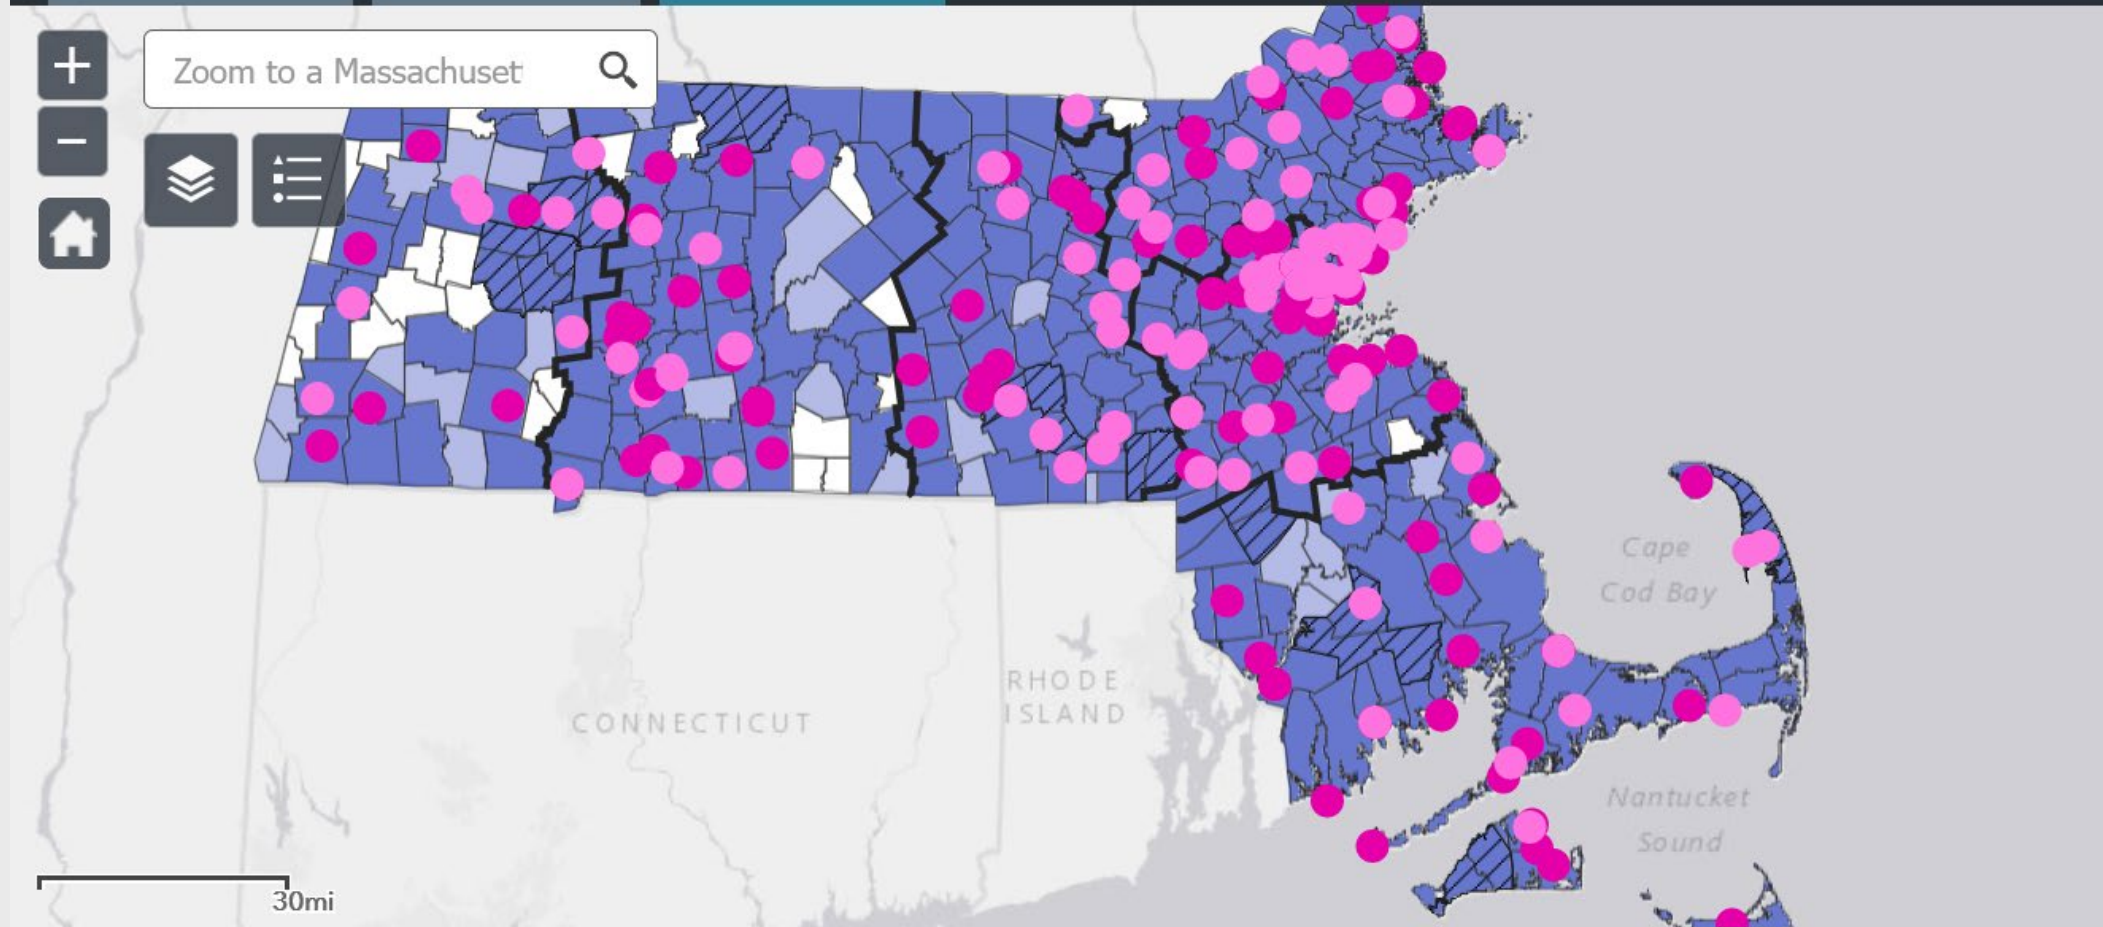 Zoom to a Massachuset
Cape
Cod Bay
RHODE
ISLAND
CONNECTICUT
Nantucket
Sound
30mi